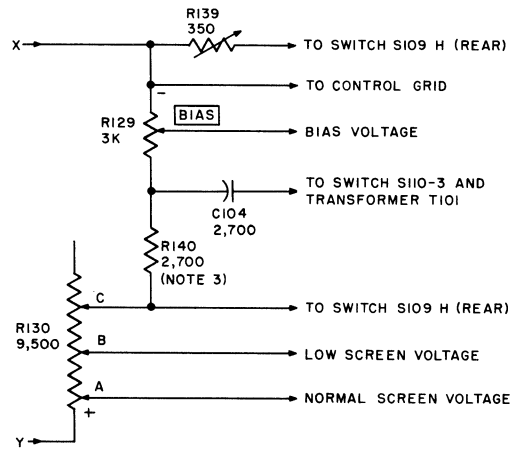 R139
350
X
TO SWITCH S109 H (REAR)
−
TO CONTROL GRID
R129
3K
BIAS
BIAS VOLTAGE
C104
2,700
TO SWITCH S110-3 AND
TRANSFORMER T101
R140
2,700
(NOTE 3)
C
TO SWITCH S109 H (REAR)
R130
9,500
B
LOW SCREEN VOLTAGE
A
NORMAL SCREEN VOLTAGE
+
Y